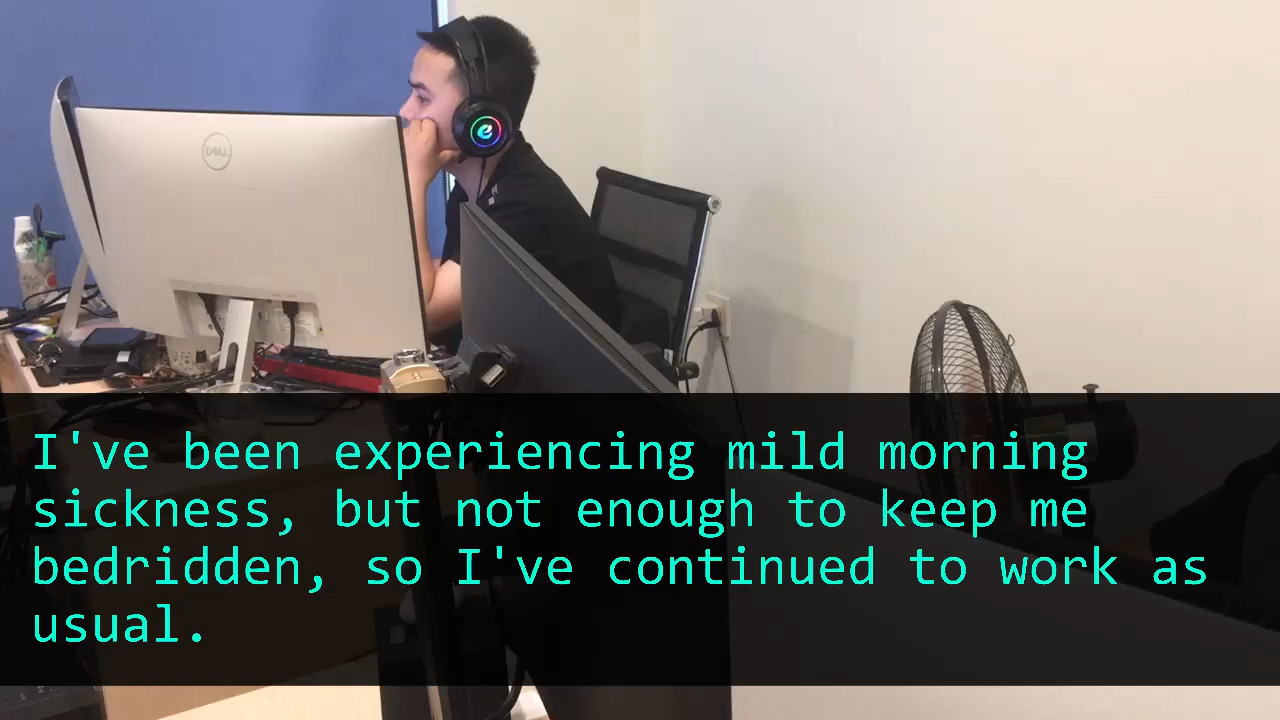 DELL
I've been experiencing mild morning
sickness, but not enough to keep me
bedridden, so I've continued to work as
usual.